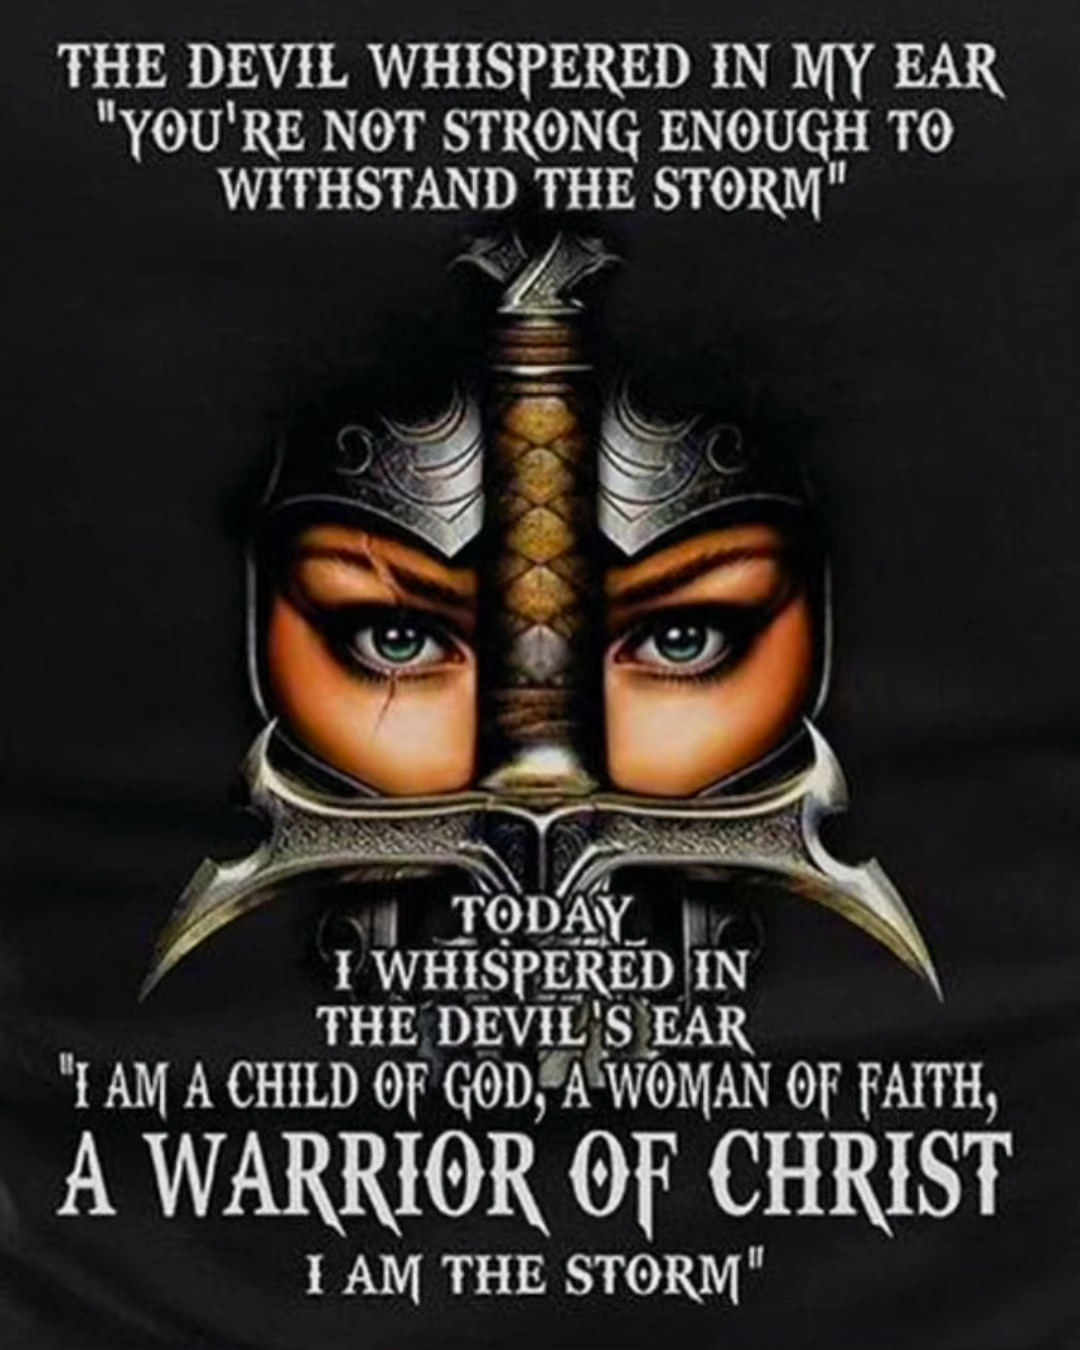 THE DEVIL WHISPERED IN MY EAR
"YOU'RE NOT STRONG ENOUGH TO
WITHSTAND THE STORM"
TODAY
I WHISPERED IN
THE DEVIL'S EAR
"I AM A CHILD OF GOD, A WOMAN OF FAITH,
A WARRIOR OF CHRIST
I AM THE STORM"